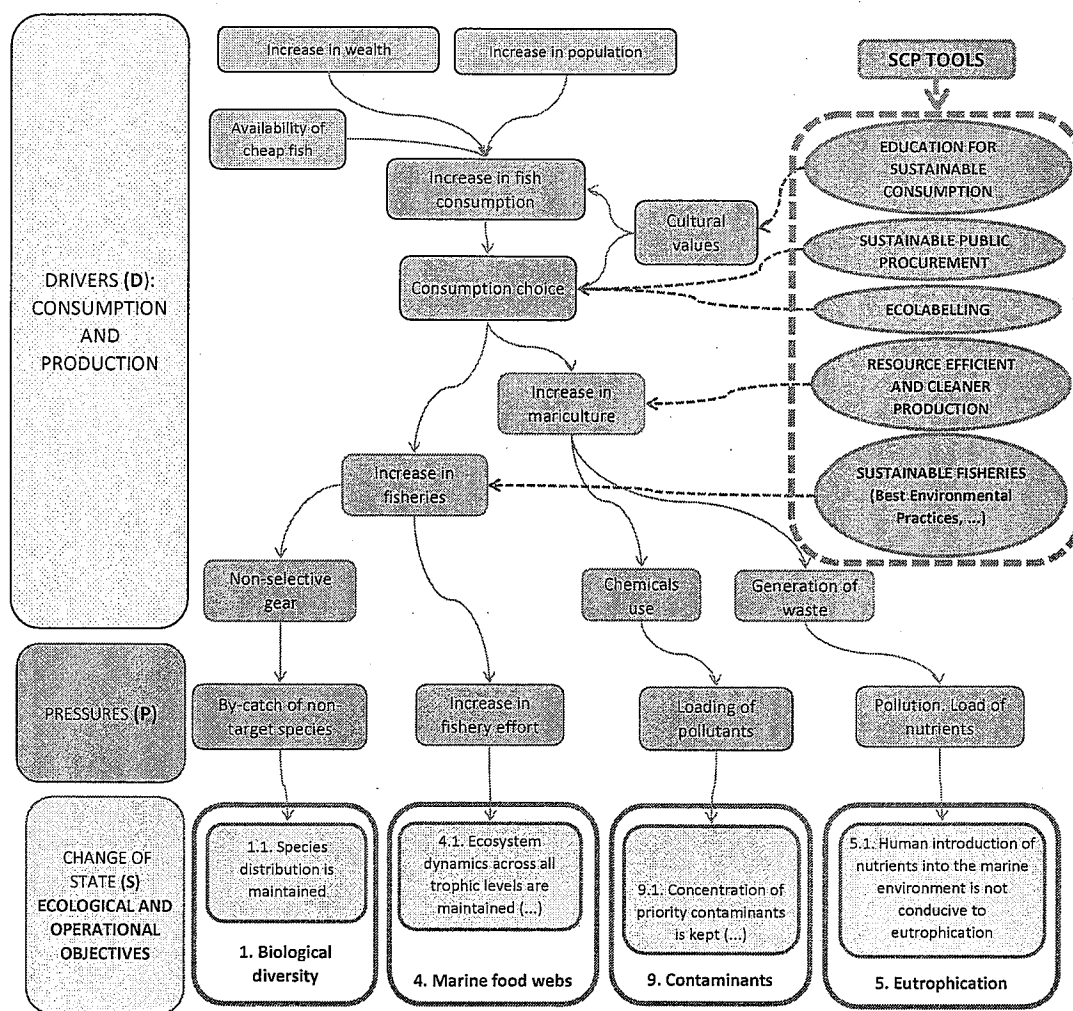 Increase in wealth
Increase in population
SCP TOOLS
Availability of
cheap fish
Increase in fish
consumption
Cultural
values
Consumption choice
EDUCATION FOR
SUSTAINABLE
CONSUMPTION
SUSTAINABLE PUBLIC
PROCUREMENT
ECOLABELLING
RESOURCE EFFICIENT
AND CLEANER
PRODUCTION
SUSTAINABLE FISHERIES
(Best Environmental
Practices, ...)
DRIVERS (D):
CONSUMPTION
AND
PRODUCTION
Increase in
mariculture
Increase in
fisheries
Non-selective
gear
Chemicals
use
Generation of
waste
PRESSURES (P)
By-catch of non-
target species
Increase in
fishery effort
Loading of
pollutants
Pollution. Load of
nutrients
CHANGE OF
STATE (S)
ECOLOGICAL AND
OPERATIONAL
OBJECTIVES
1.1. Species
distribution is
maintained
1. Biological
diversity
4.1. Ecosystem
dynamics across all
trophic levels are
maintained (...)
4. Marine food webs
9.1. Concentration of
priority contaminants
is kept (...)
9. Contaminants
5.1. Human introduction of
nutrients into the marine
environment is not
conducive to
eutrophication
5. Eutrophication